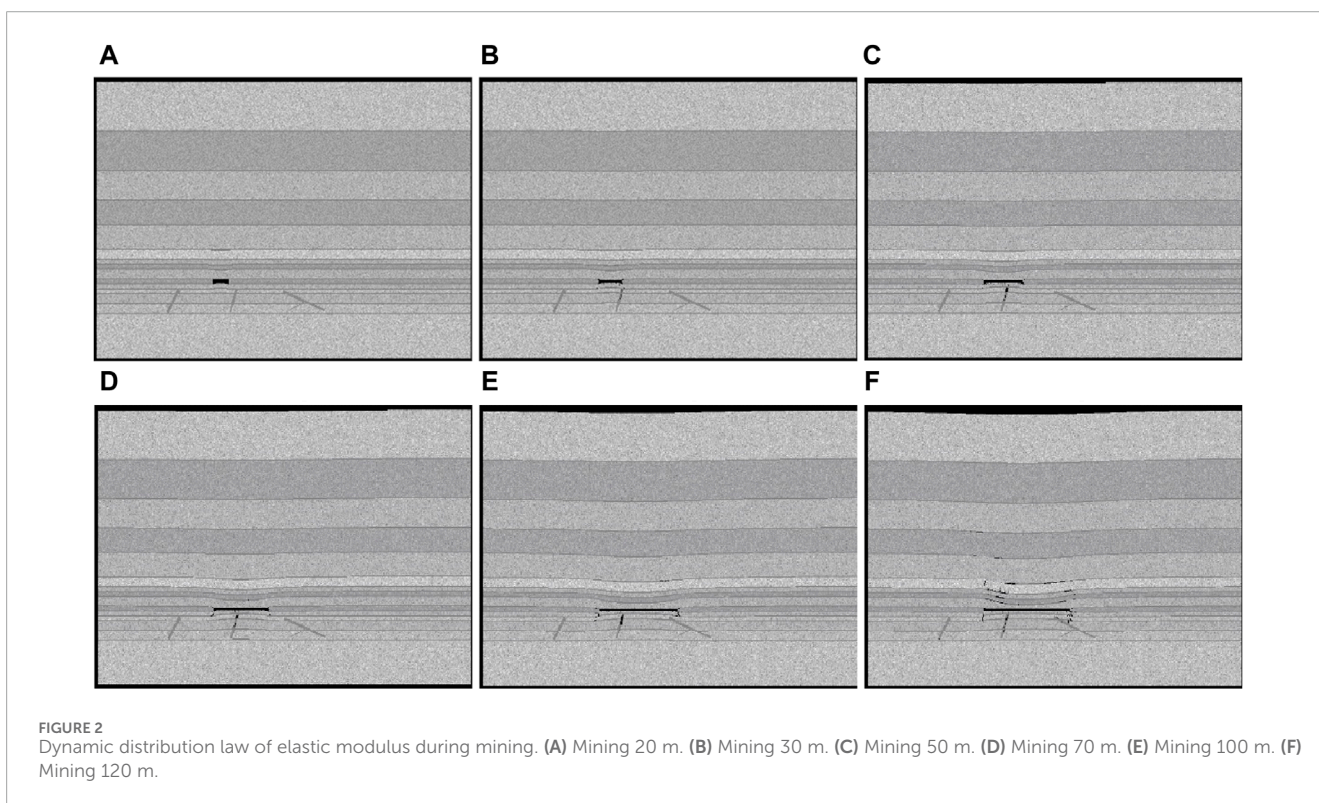 A
B
C
D
E
F
FIGURE 2
Dynamic distribution law of elastic modulus during mining. (A) Mining 20 m. (B) Mining 30 m. (C) Mining 50 m. (D) Mining 70 m. (E) Mining 100 m. (F)
Mining 120 m.